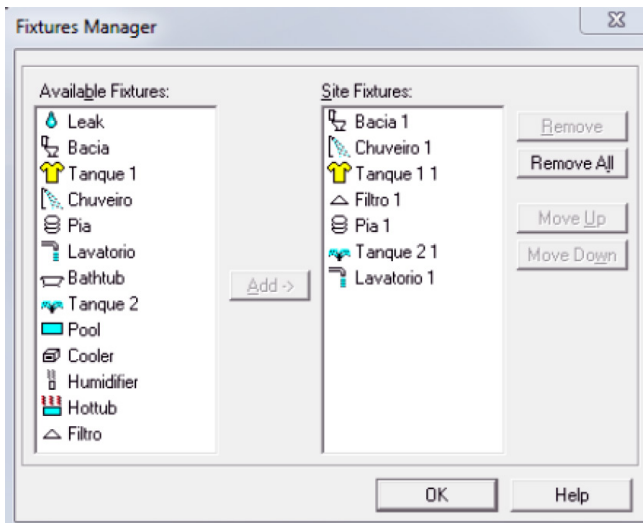 Fixtures Manager
Available Fixtures:
Leak
Bacia
Tanque 1
Chuveiro
Pia
Lavatorio
Bathtub
Tanque 2
Pool
Cooler
Humidifier
Hottub
Filtro
Add ->
Site Fixtures:
Bacia 1
Chuveiro 1
Tanque 1 1
Filtro 1
Pia 1
Tanque 2 1
Lavatorio 1
Remove
Remove All
Move Up
Move Down
OK
Help